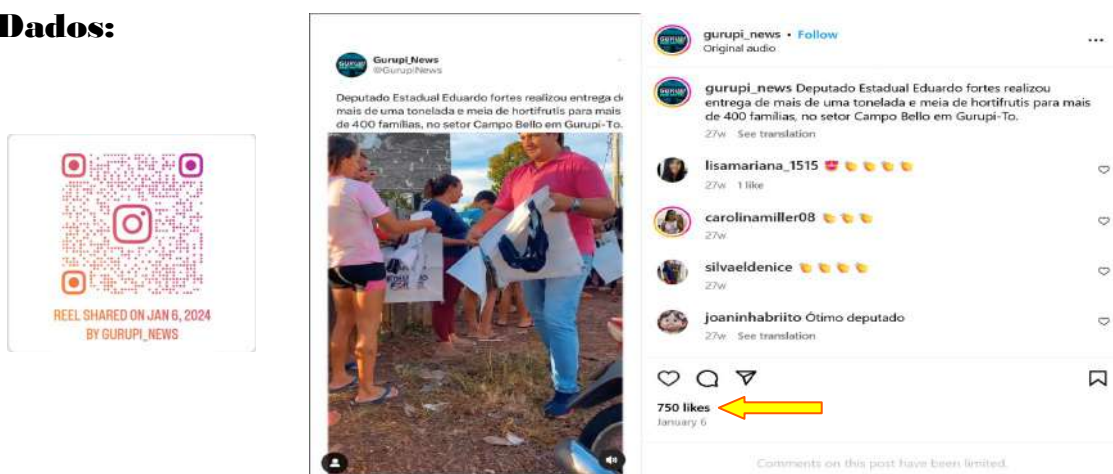 Dados:
REEL SHARED ON JAN 6, 2024
BY GURUPI_NEWS
Gurupi_News
@GurupiNews
Deputado Estadual Eduardo fortes realizou entrega d
mais de uma tonelada e meia de hortifrutis para mais
de 400 famílias, no setor Campo Bello em Gurupi-To.
gurupi_news • Follow
Original audio
gurupi_news Deputado Estadual Eduardo fortes realizou
entrega de mais de uma tonelada e meia de hortifrutis para mais
de 400 famílias, no setor Campo Bello em Gurupi-To.
27w See translation
lisamariana_1515
27w 1 like
carolinamiller08
27w
silvaeldenice
27w
joaninhabriito Ótimo deputado
27w See translation
750 likes
January 6
Comments on this post have been limited.